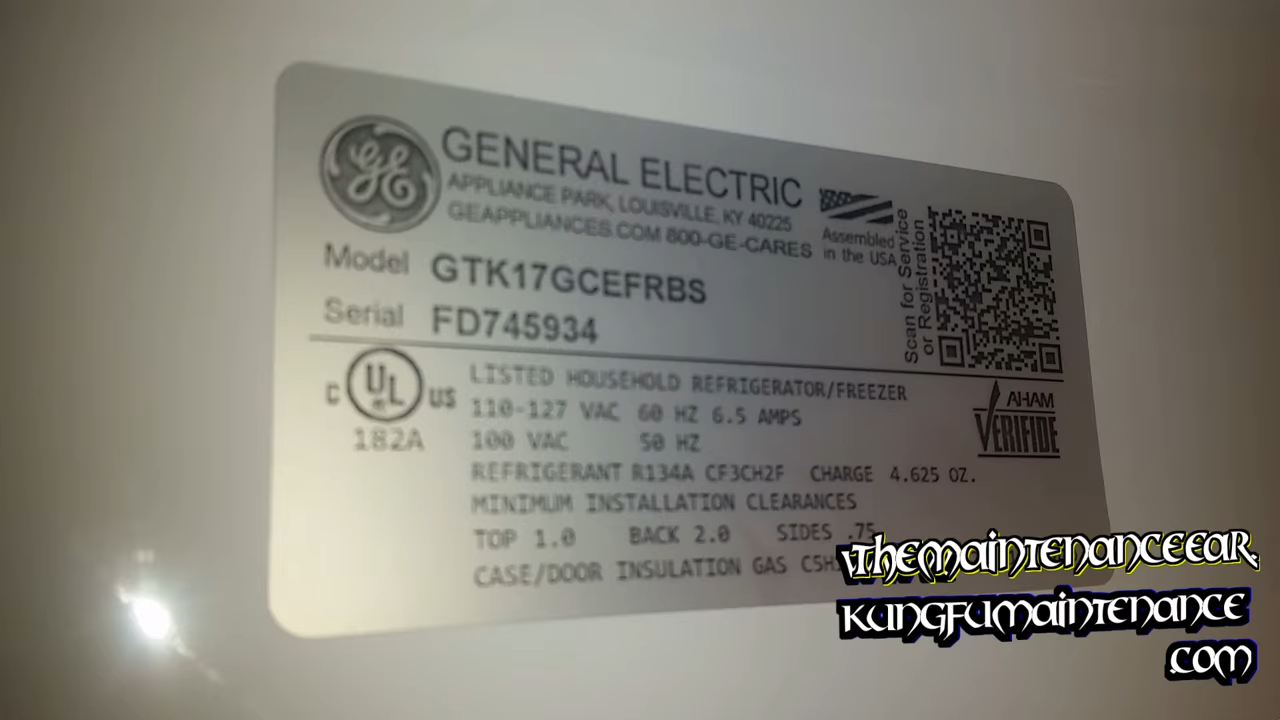 GE
GENERAL ELECTRIC
APPLIANCE PARK, LOUISVILLE, KY 40225
GEAPPLIANCES.COM 800-GE-CARES
Assembled
in the USA
Scan for Service
or Registration
Model GTK17GCEFRBS
Serial FD745934
C UL US
182A
LISTED HOUSEHOLD REFRIGERATOR/FREEZER
110-127 VAC 60 HZ 6.5 AMPS
100 VAC 50 HZ
REFRIGERANT R134A CF3CH2F CHARGE 4.625 OZ.
MINIMUM INSTALLATION CLEARANCES
TOP 1.0 BACK 2.0 SIDES .75
CASE/DOOR INSULATION GAS
AHAM
VERIFIDE
THEMAINTENANCEEAR.
KUNGFUMAINTENANCE
.COM